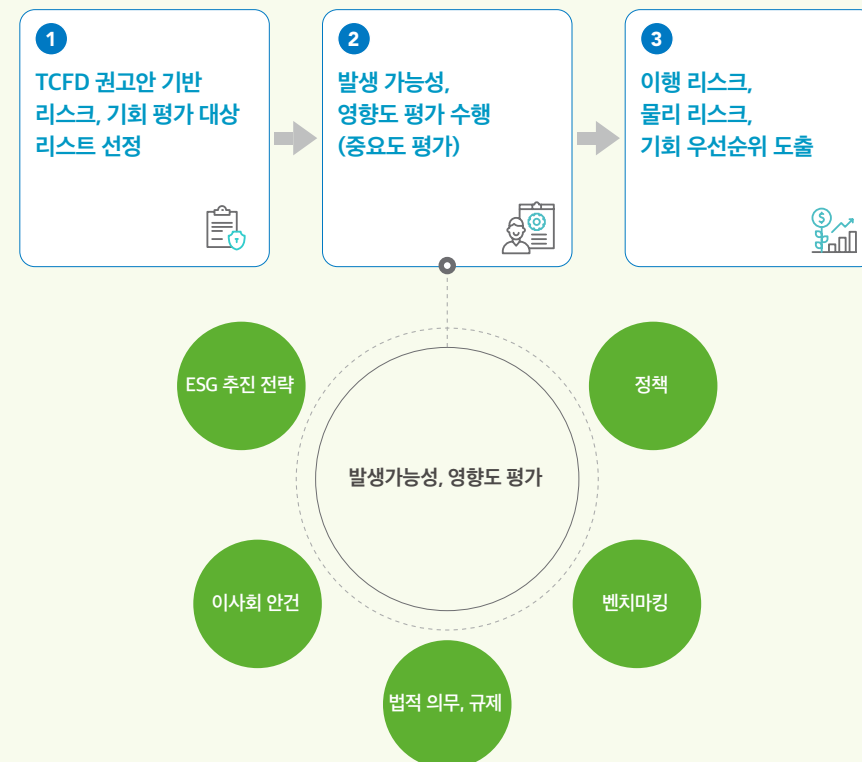 1
TCFD 권고안 기반
리스크, 기회 평가 대상
리스트 선정
2
발생 가능성,
영향도 평가 수행
(중요도 평가)
3
이행 리스크,
물리 리스크,
기회 우선순위 도출
$
ESG 추진 전략
정책
발생가능성, 영향도 평가
이사회 안건
벤치마킹
법적 의무, 규제